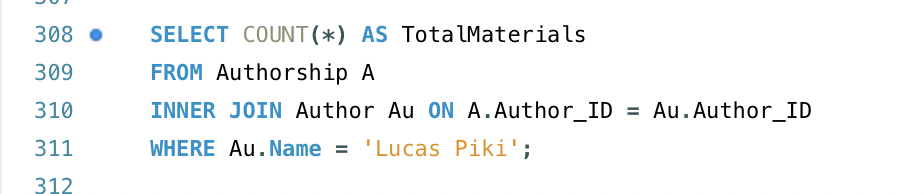 307
308 SELECT COUNT(*) AS TotalMaterials
309 FROM Authorship A
310 INNER JOIN Author Au ON A.Author_ID = Au.Author_ID
311 WHERE Au.Name = 'Lucas Piki';
312